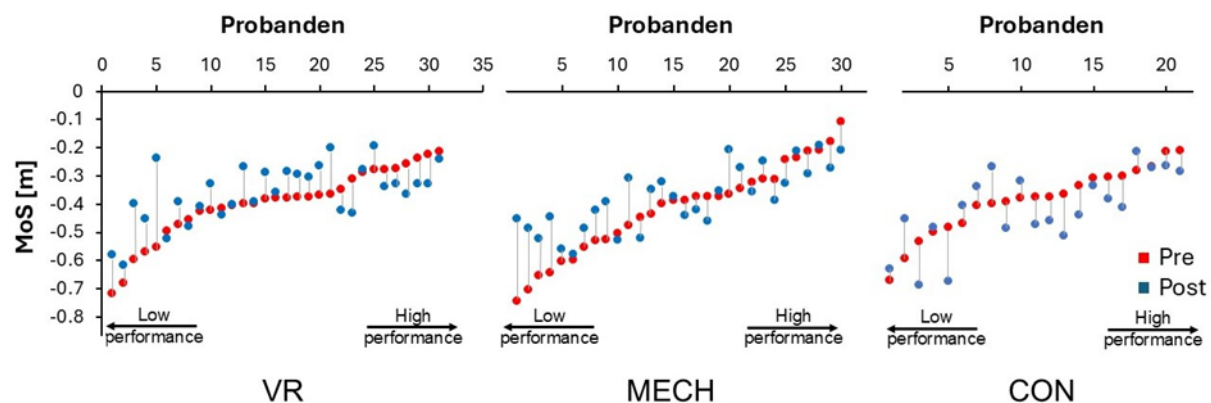 Probanden Probanden Probanden
0 5 10 15 20 25 30 35 5 10 15 20 25 30 5 10 15 20
0
-0.1
-0.2
-0.3
-0.4
-0.5
-0.6
-0.7
-0.8
MoS [m]
Pre
Post
Low performance
High performance
Low performance
High performance
Low performance
High performance
VR MECH CON